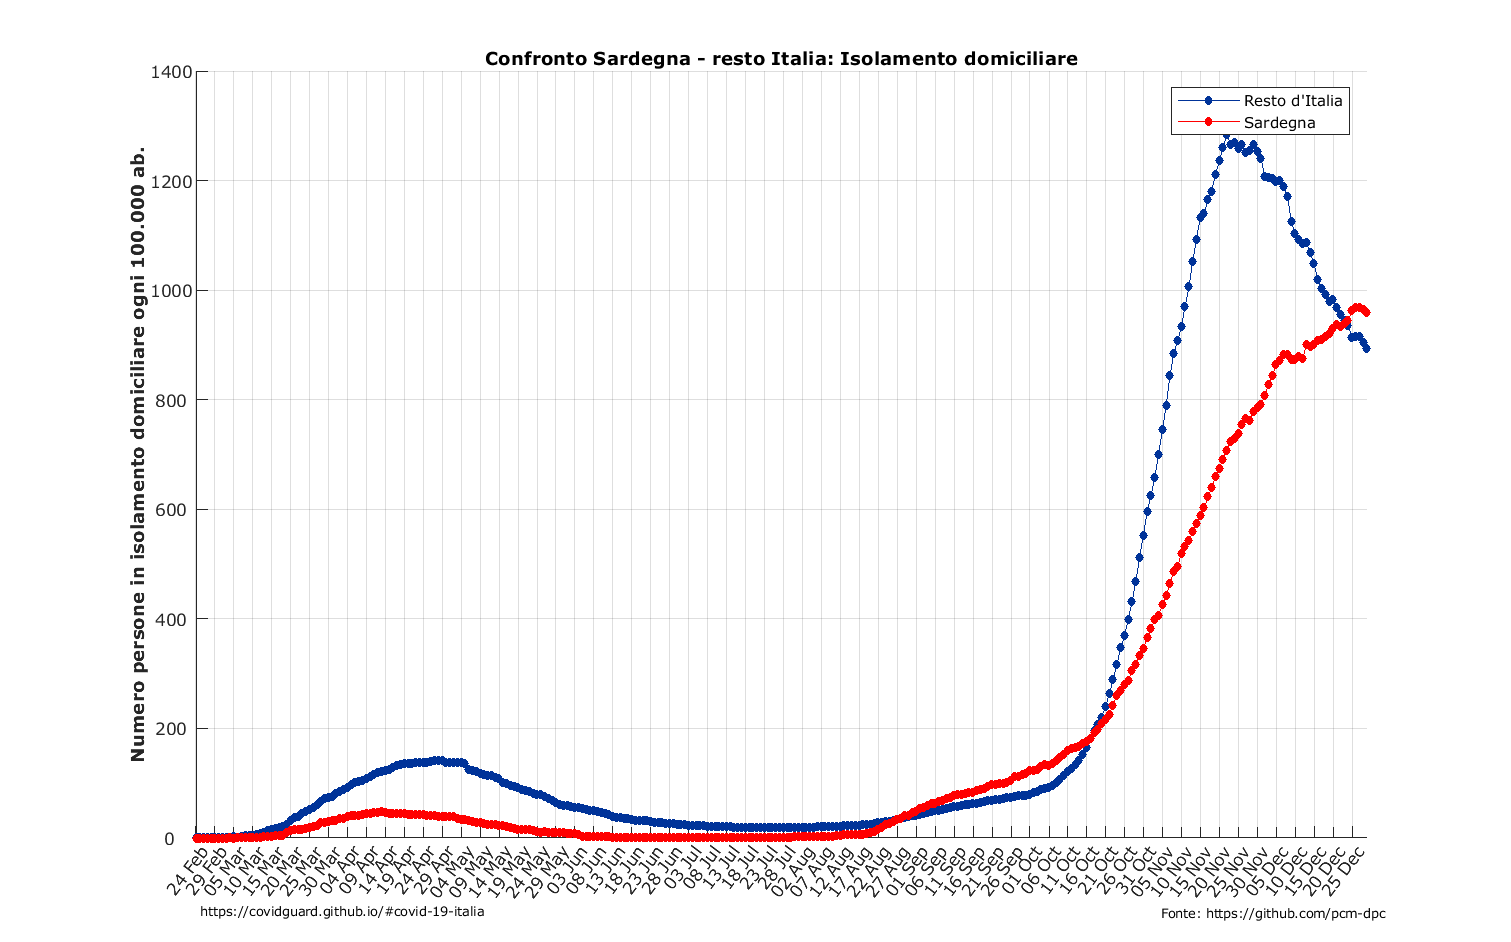 Confronto Sardegna - resto Italia: Isolamento domiciliare
Numero persone in isolamento domiciliare ogni 100.000 ab.
1400
1200
1000
800
600
400
200
0
Resto d'Italia
Sardegna
24 Feb
29 Feb
05 Mar
10 Mar
15 Mar
20 Mar
25 Mar
30 Mar
04 Apr
09 Apr
14 Apr
19 Apr
24 Apr
29 Apr
04 May
09 May
14 May
19 May
24 May
29 May
03 Jun
08 Jun
13 Jun
18 Jun
23 Jun
28 Jun
03 Jul
08 Jul
13 Jul
18 Jul
23 Jul
28 Jul
02 Aug
07 Aug
12 Aug
17 Aug
22 Aug
27 Aug
01 Sep
06 Sep
11 Sep
16 Sep
21 Sep
26 Sep
01 Oct
06 Oct
11 Oct
16 Oct
21 Oct
26 Oct
31 Oct
05 Nov
10 Nov
15 Nov
20 Nov
25 Nov
30 Nov
05 Dec
10 Dec
15 Dec
20 Dec
25 Dec
https://covidguard.github.io/#covid-19-italia
Fonte: https://github.com/pcm-dpc